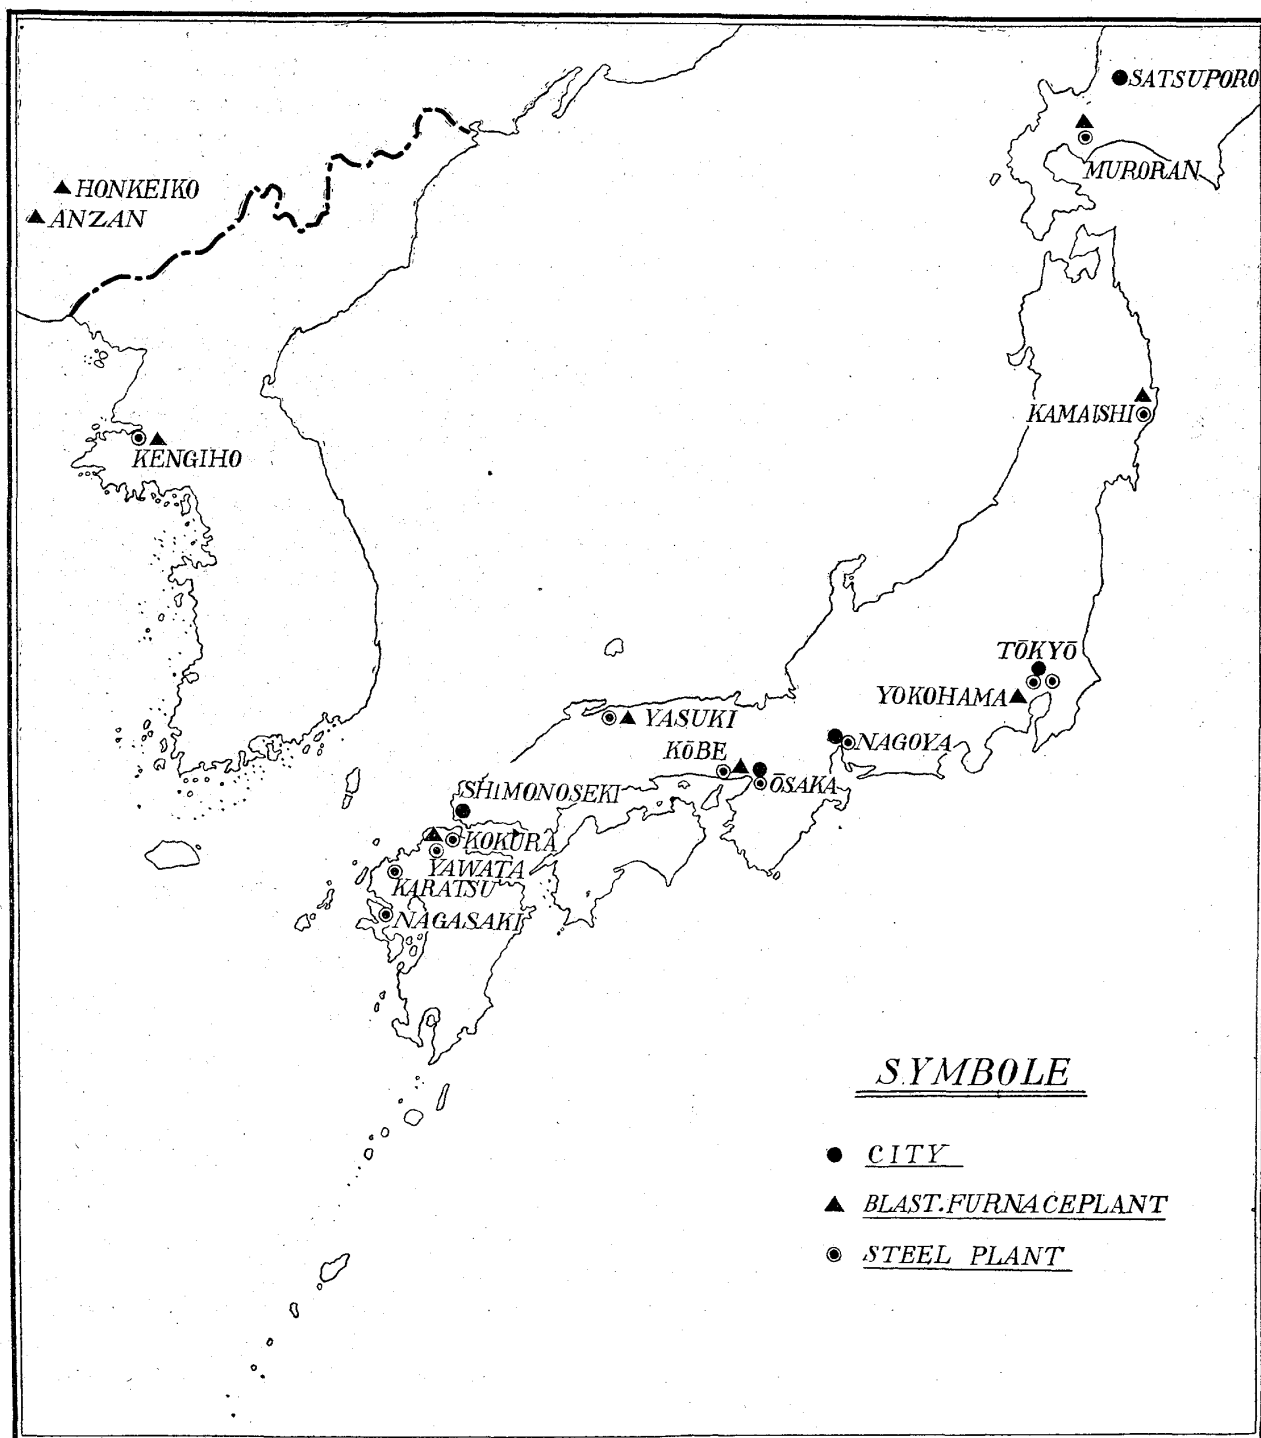 SATSUPORO
MURORAN
HONKEIKO
ANZAN
KAMAISHI
KENGIHO
TŌKYŌ
YOKOHAMA
YASUKI
NAGOYA
KŌBE
ŌSAKA
SHIMONOSEKI
KOKURA
YAWATA
KARATSU
NAGASAKI
SYMBOLE
CITY
BLAST.FURNACEPLANT
STEEL PLANT